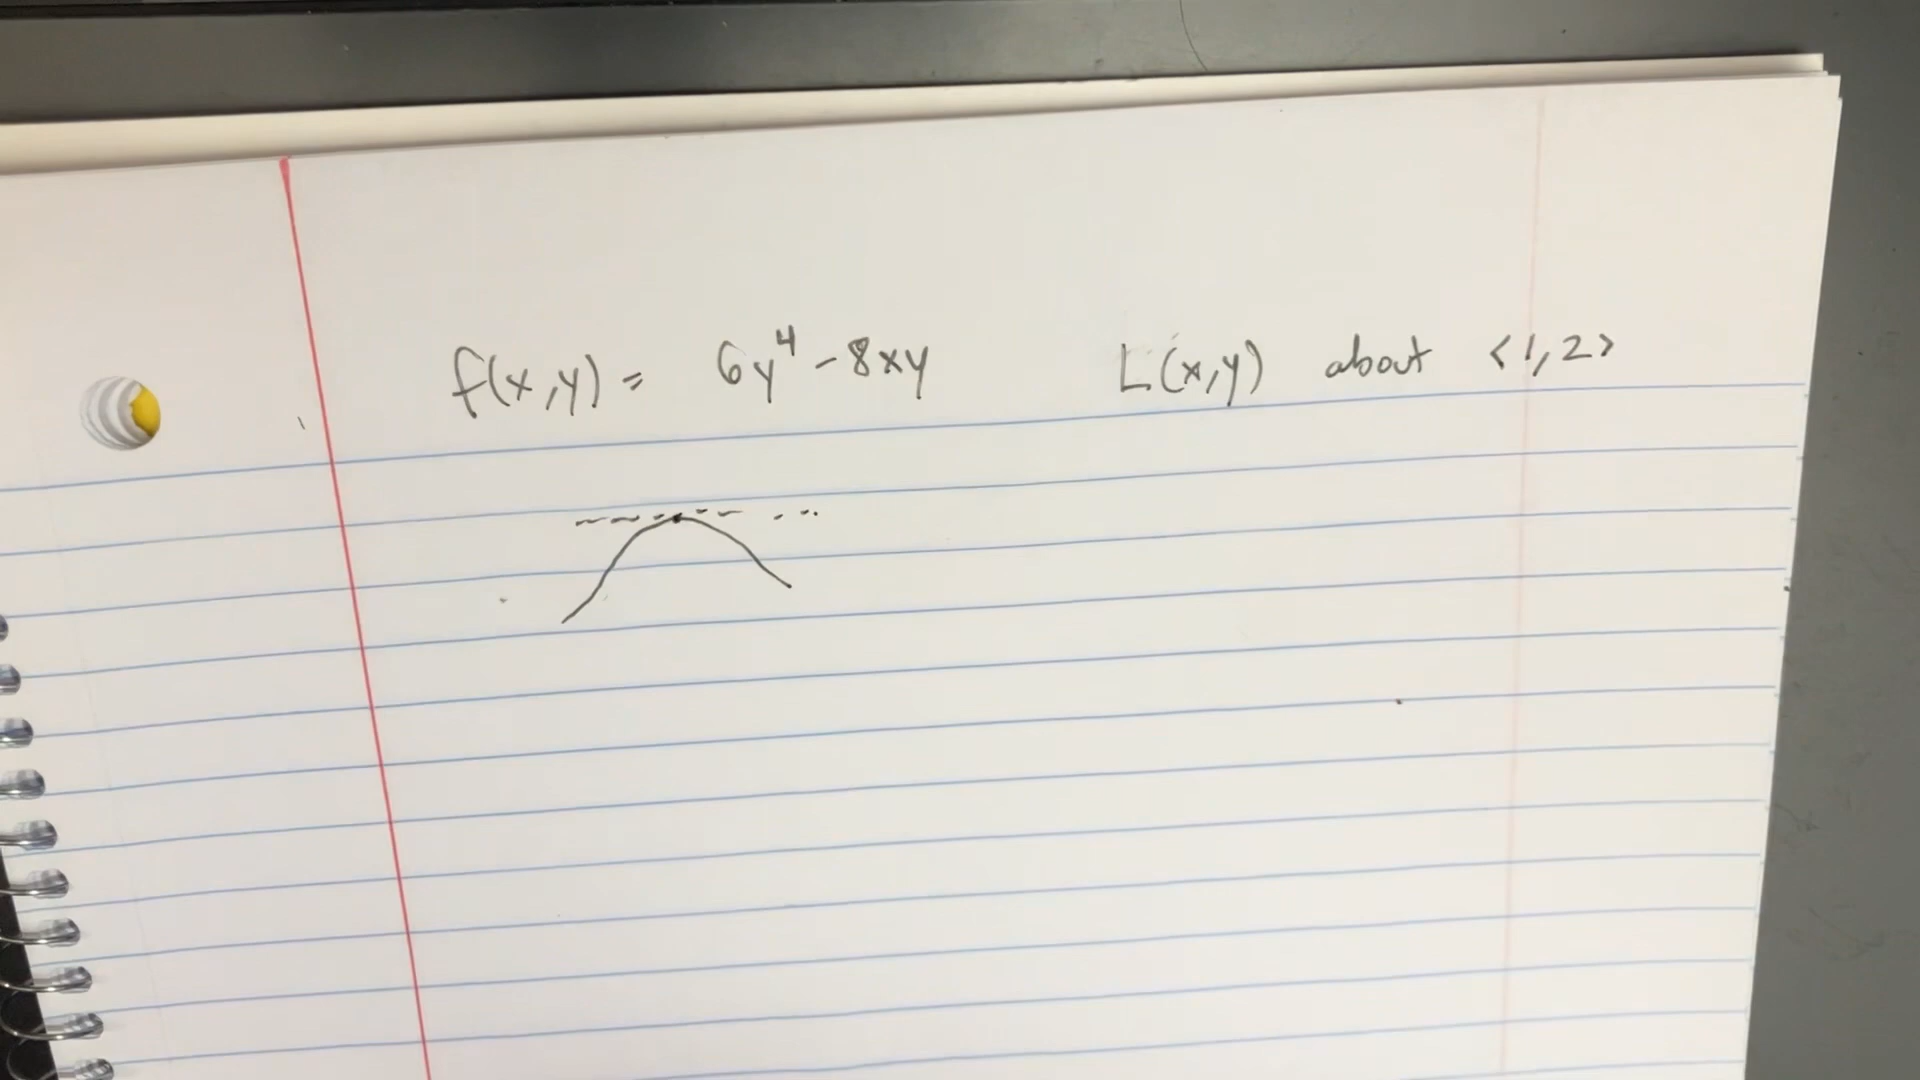 f(x,y) = 6y⁴ - 8xy L(x,y) about <1,2>